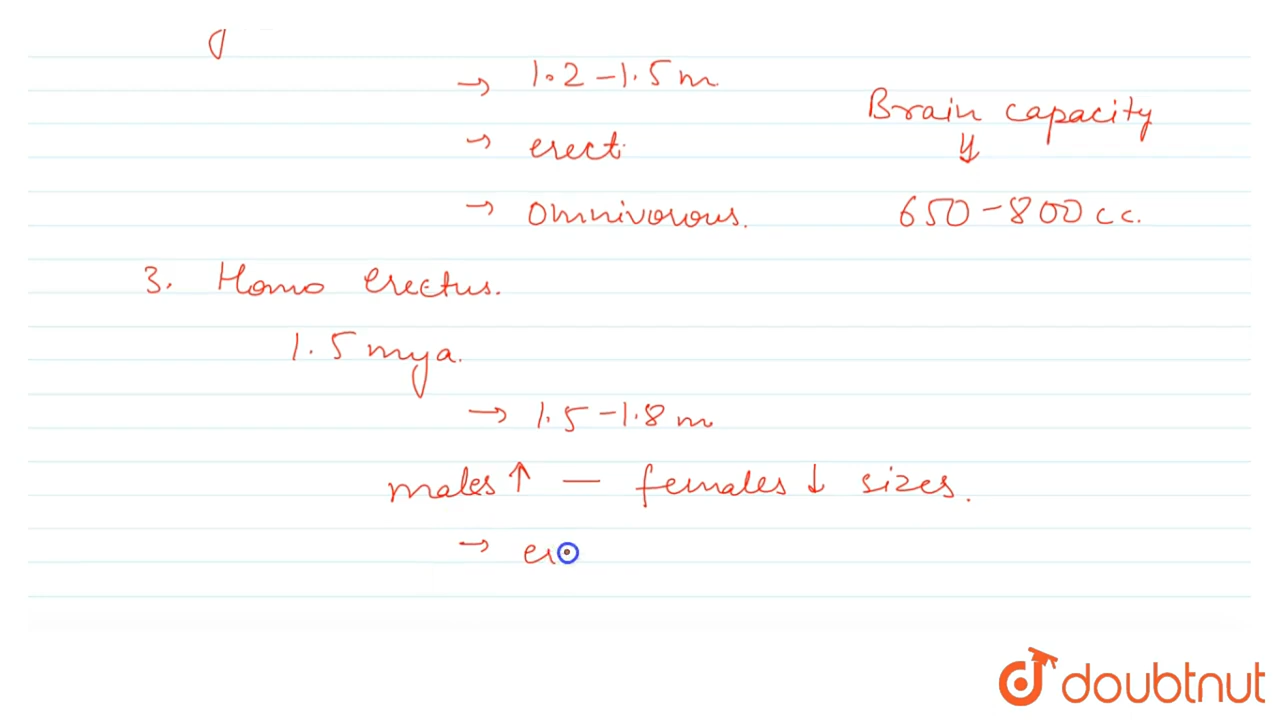 → 1.2-1.5m
→ erect.
→ Omnivorous.
Brain capacity
↓
650-800 cc.
3. Homo Erectus.
1.5 mya.
→ 1.5-1.8 m.
males ↑ — females ↓ sizes.
→ er
doubtnut